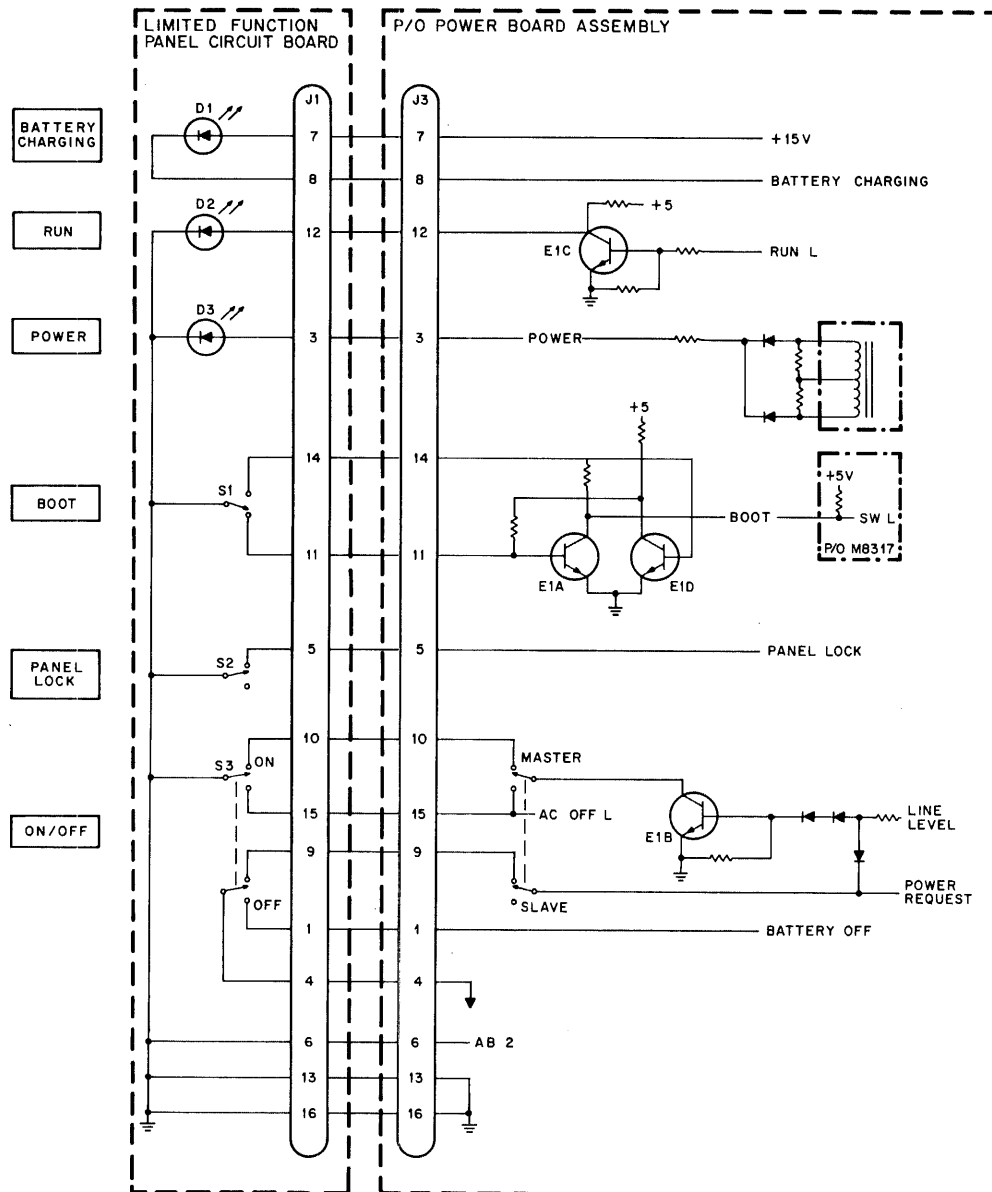 LIMITED FUNCTION
PANEL CIRCUIT BOARD
P/O POWER BOARD ASSEMBLY
J1
J3
BATTERY
CHARGING
D1
7
7
+15V
8
8
BATTERY CHARGING
RUN
D2
12
12
+5
E1C
RUN L
POWER
D3
3
3
POWER
+5
14
14
+5V
BOOT
S1
BOOT
SW L
11
11
P/O M8317
E1A
E1D
PANEL
LOCK
S2
5
5
PANEL LOCK
10
10
MASTER
S3
ON
ON/OFF
15
15
AC OFF L
E1B
LINE
LEVEL
9
9
OFF
SLAVE
POWER
REQUEST
1
1
BATTERY OFF
4
4
6
6
AB 2
13
13
16
16